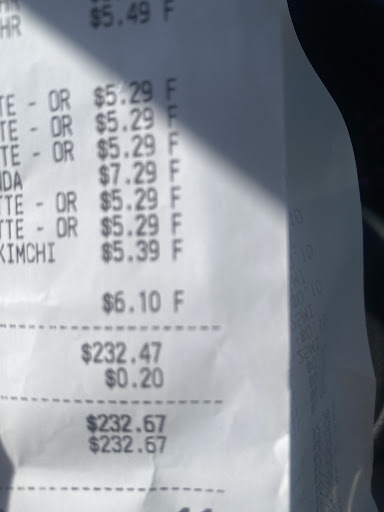 HR $5.49 F
TE - OR $5.29 F
TE - OR $5.29 F
TE - OR $5.29 F
DA $7.29 F
TE - OR $5.29 F
TTE - OR $5.29 F
KIMCHI $5.39 F
$6.10 F
$232.47
$0.20
$232.67
$232.67